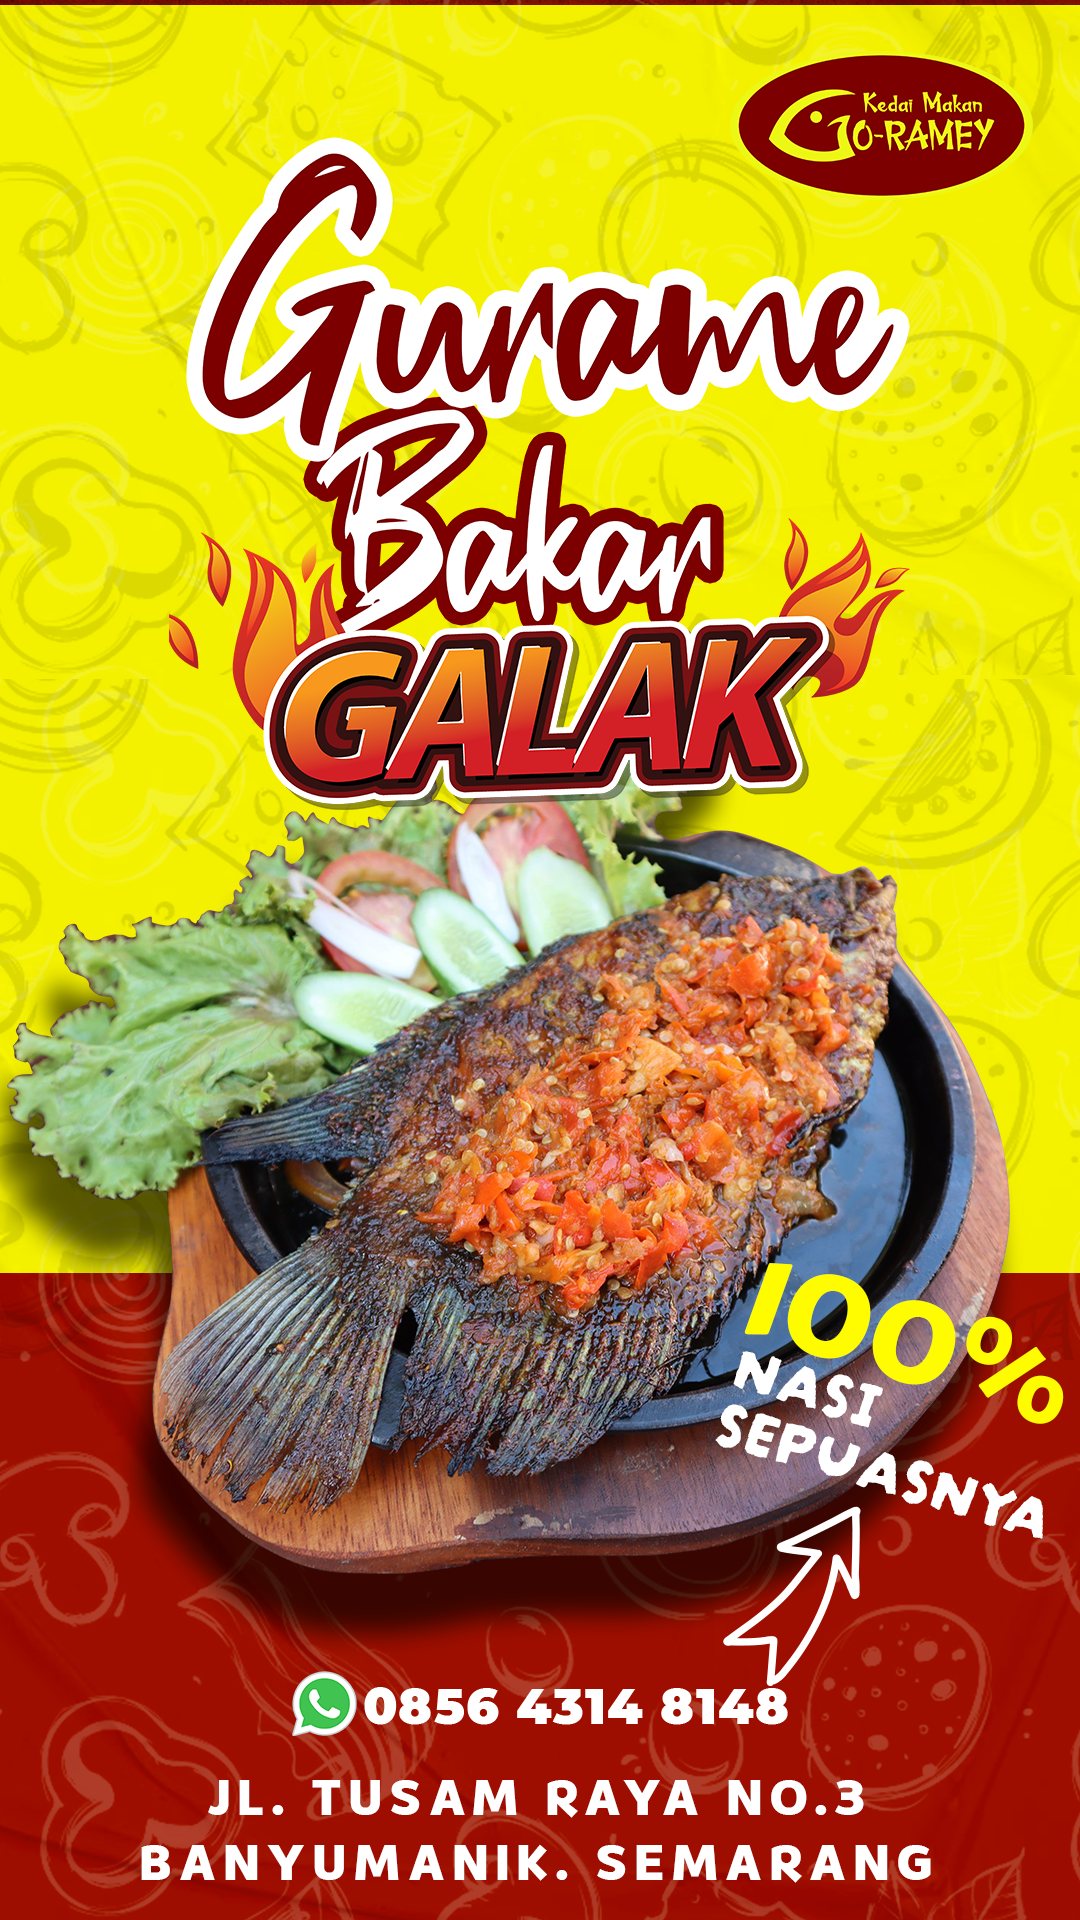 Kedai Makan
GO-RAMEY
Gurame
Bakar
GALAK
100%
NASI
SEPUASNYA
0856 4314 8148
JL. TUSAM RAYA NO.3
BANYUMANIK. SEMARANG